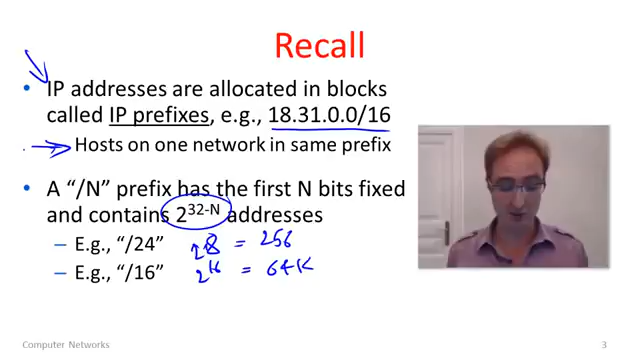 Recall
• IP addresses are allocated in blocks
called IP prefixes, e.g., 18.31.0.0/16
Hosts on one network in same prefix
• A “/N” prefix has the first N bits fixed
and contains 2³²⁻ᴺ addresses
– E.g., “/24” 2⁸ = 256
– E.g., “/16” 2¹⁶ = 64K
Computer Networks 3